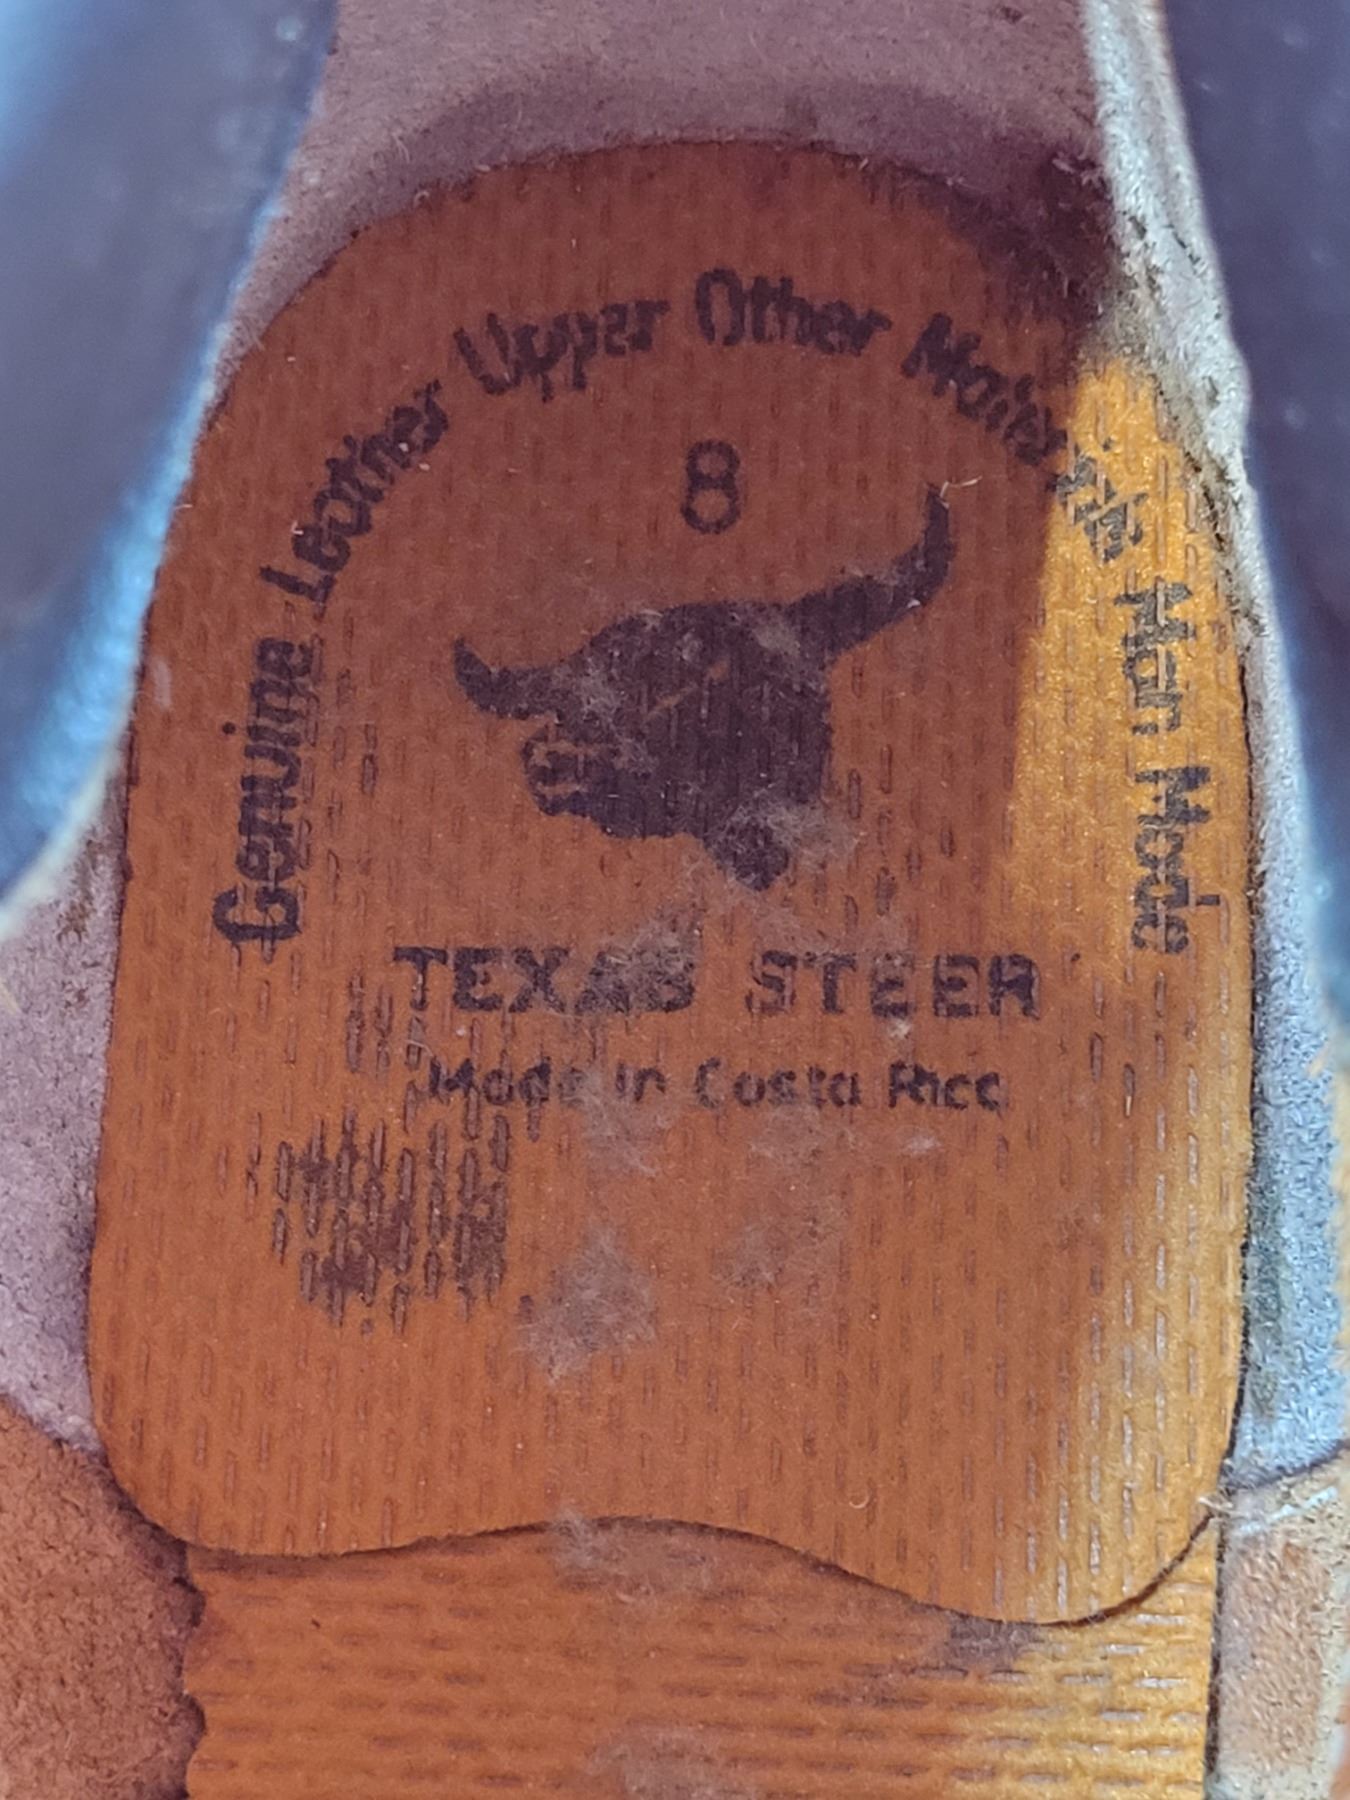 Genuine Leather Upper Other Materials Man Made
8
TEXAS STEER
Made in Costa Rica